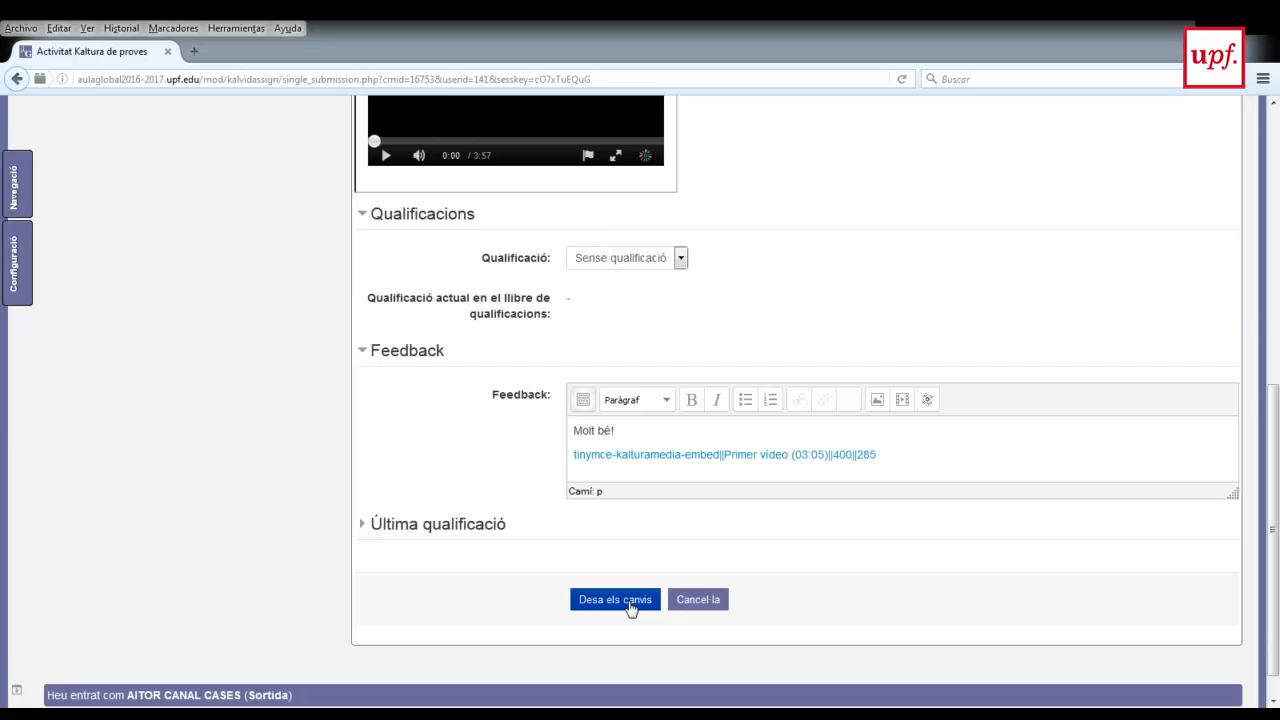 Archivo Editar Ver Historial Marcadores Herramientas Ayuda
Activitat Kaltura de proves
upf.
aulaglobal2016-2017.upf.edu/mod/kalvidassign/single_submission.php?cmid=16753&userid=141&sesskey=cO7xTuEQuG
Buscar
Navegació
Configuració
0:00 / 3:57
Qualificacions
Qualificació: Sense qualificació
Qualificació actual en el llibre de -
qualificacions:
Feedback
Feedback:
Paràgraf B I
Molt bé!
tinymce-kalturamedia-embed||Primer vídeo (03:05)||400||285
Camí: p
Última qualificació
Desa els canvis Cancel·la
Heu entrat com AITOR CANAL CASES (Sortida)